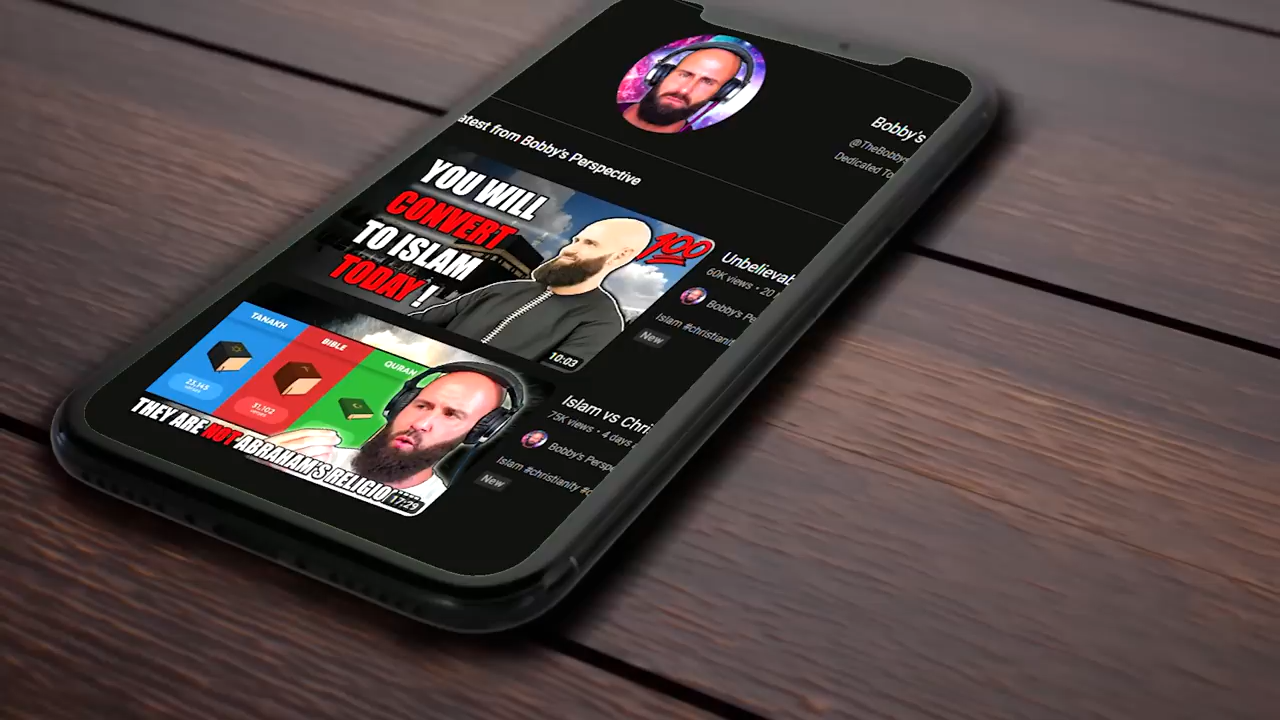 Bobby's
@TheBobbys
Dedicated To
atest from Bobby's Perspective
YOU WILL
CONVERT
TO ISLAM
TODAY !
100
10:03
Unbelievab
60K views • 20
Bobby's Pe
Islam #christianity
New
TANAKH
BIBLE
QURAN
23,145
31,102
THEY ARE NOT ABRAHAM'S RELIGIO
17:29
Islam vs Chri
75K views • 4 days
Bobby's Persp
Islam #christianity #
New